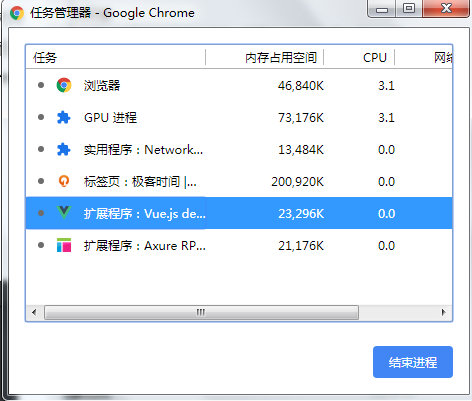 任务管理器 - Google Chrome
任务 内存占用空间 CPU 网络
浏览器 46,840K 3.1
GPU 进程 73,176K 3.1
实用程序：Network... 13,484K 0.0
标签页：极客时间 |... 200,920K 0.0
扩展程序：Vue.js de... 23,296K 0.0
扩展程序：Axure RP... 21,176K 0.0
结束进程